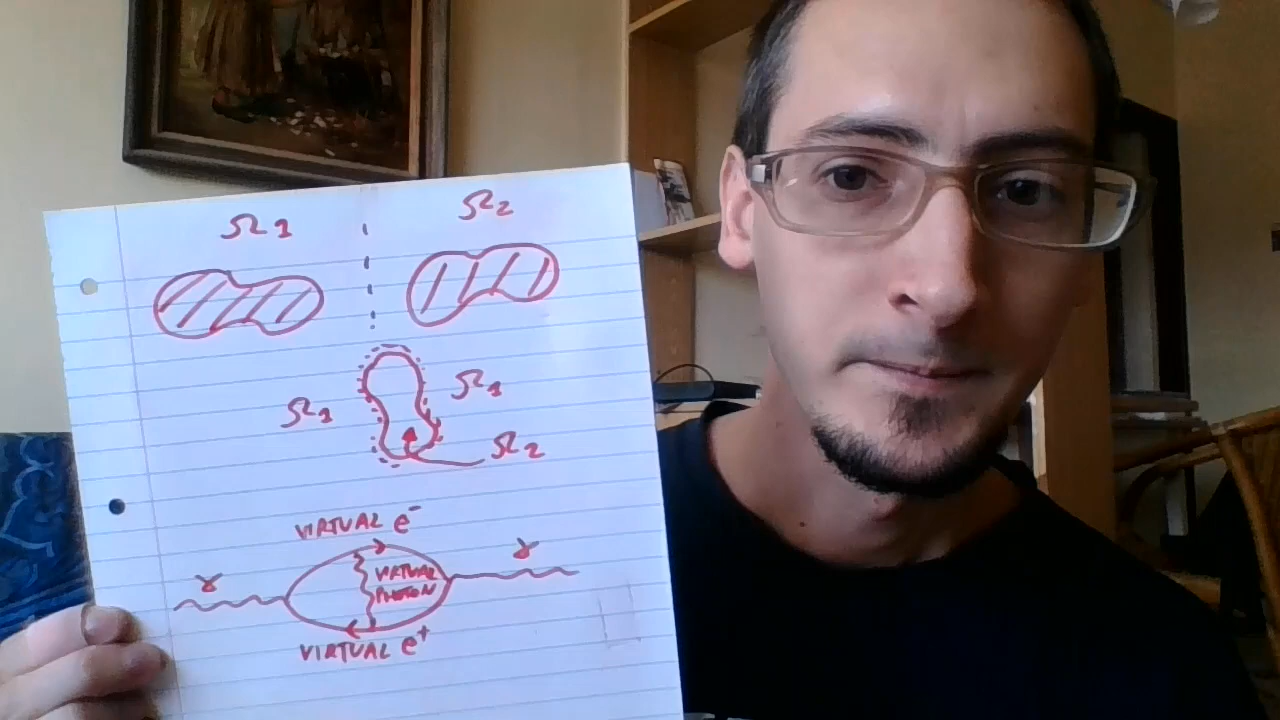 Ω1 Ω2
Ω1 Ω1
Ω2
VIRTUAL e⁻
γ VIRTUAL PHOTON γ
VIRTUAL e⁺